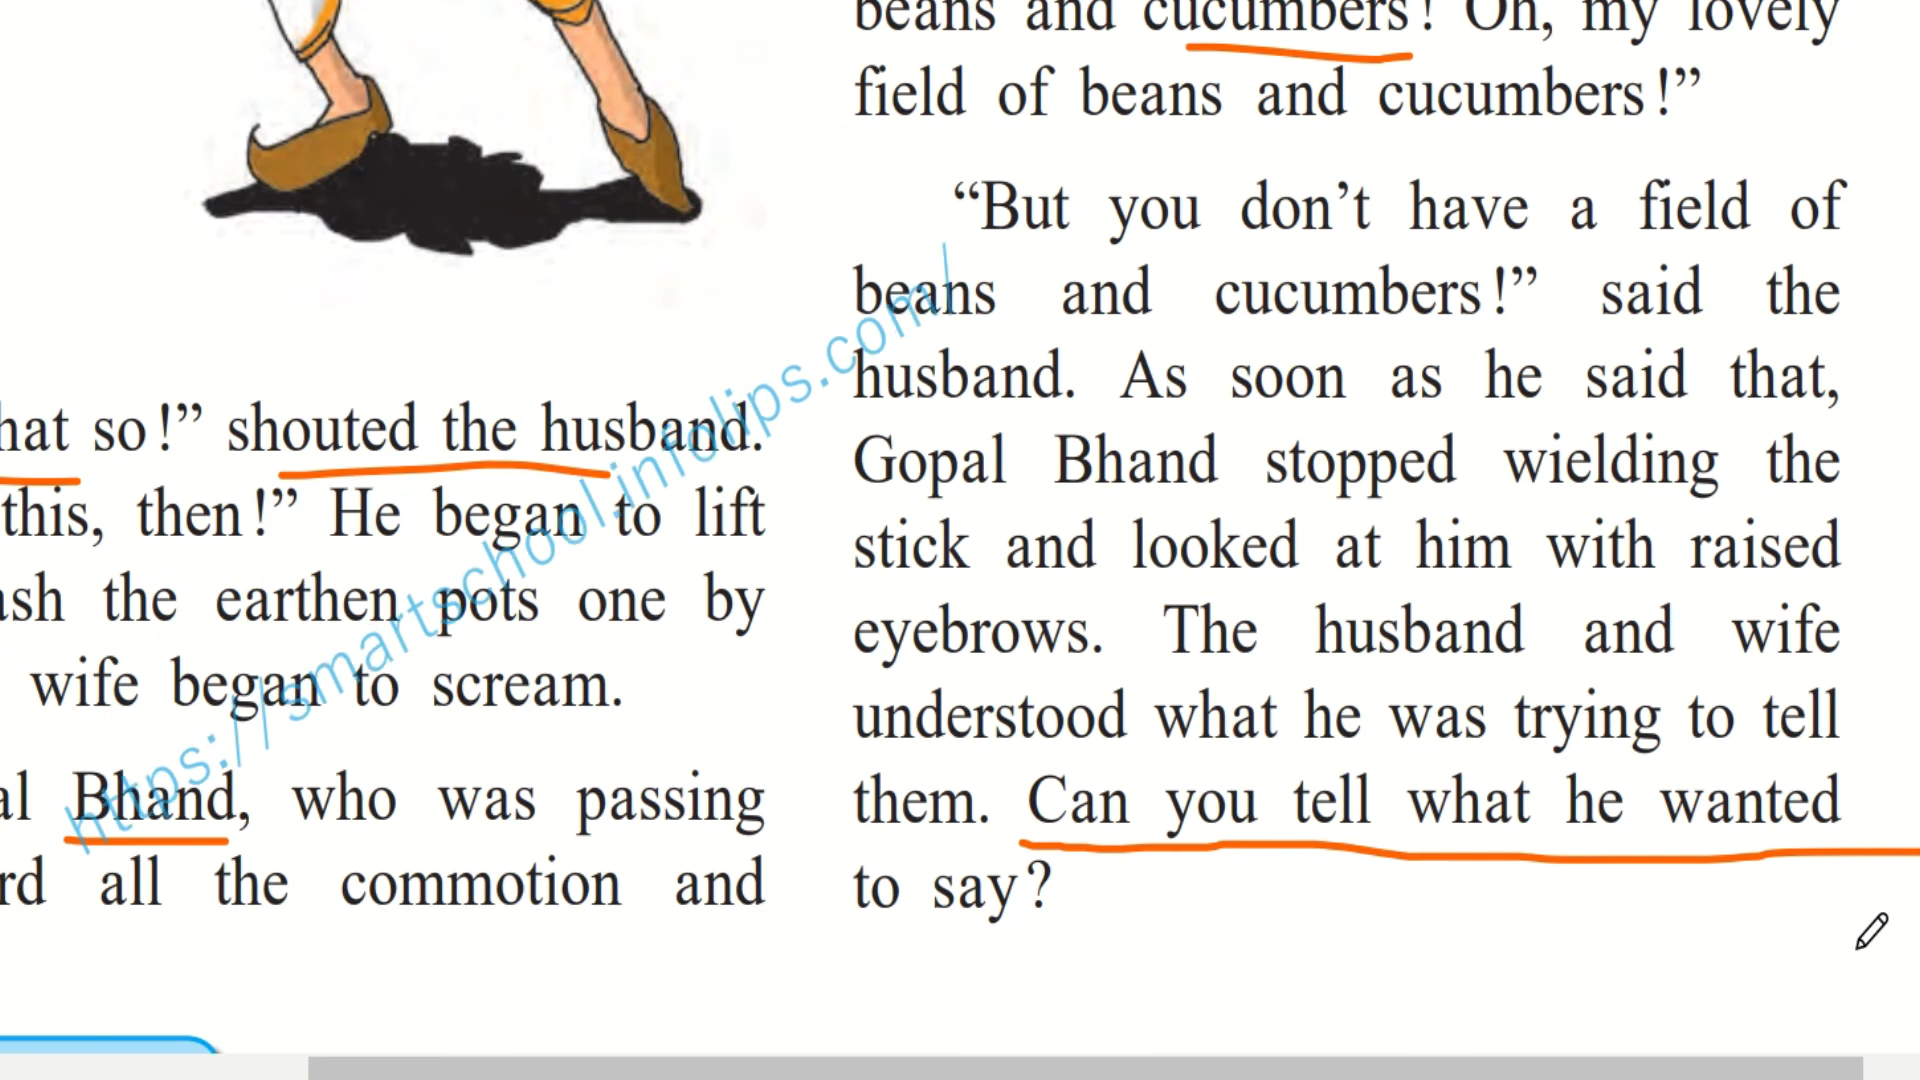 hat so!” shouted the husband.
this, then!” He began to lift
ash the earthen pots one by
wife began to scream.
al Bhand, who was passing
rd all the commotion and
https://smartschool.infolips.com/
beans and cucumbers! Oh, my lovely
field of beans and cucumbers!”
“But you don’t have a field of
beans and cucumbers!” said the
husband. As soon as he said that,
Gopal Bhand stopped wielding the
stick and looked at him with raised
eyebrows. The husband and wife
understood what he was trying to tell
them. Can you tell what he wanted
to say?